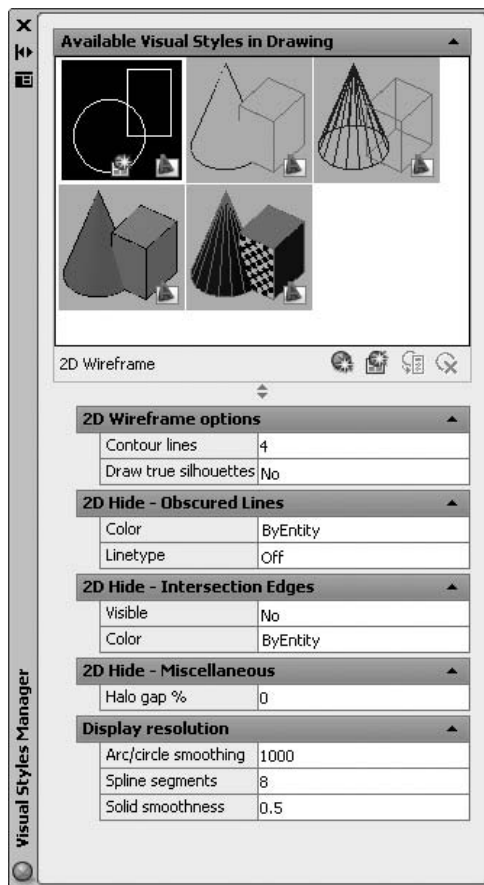 Available Visual Styles in Drawing
2D Wireframe
2D Wireframe options
Contour lines 4
Draw true silhouettes No
2D Hide - Obscured Lines
Color ByEntity
Linetype Off
2D Hide - Intersection Edges
Visible No
Color ByEntity
2D Hide - Miscellaneous
Halo gap % 0
Display resolution
Arc/circle smoothing 1000
Spline segments 8
Solid smoothness 0.5
Visual Styles Manager